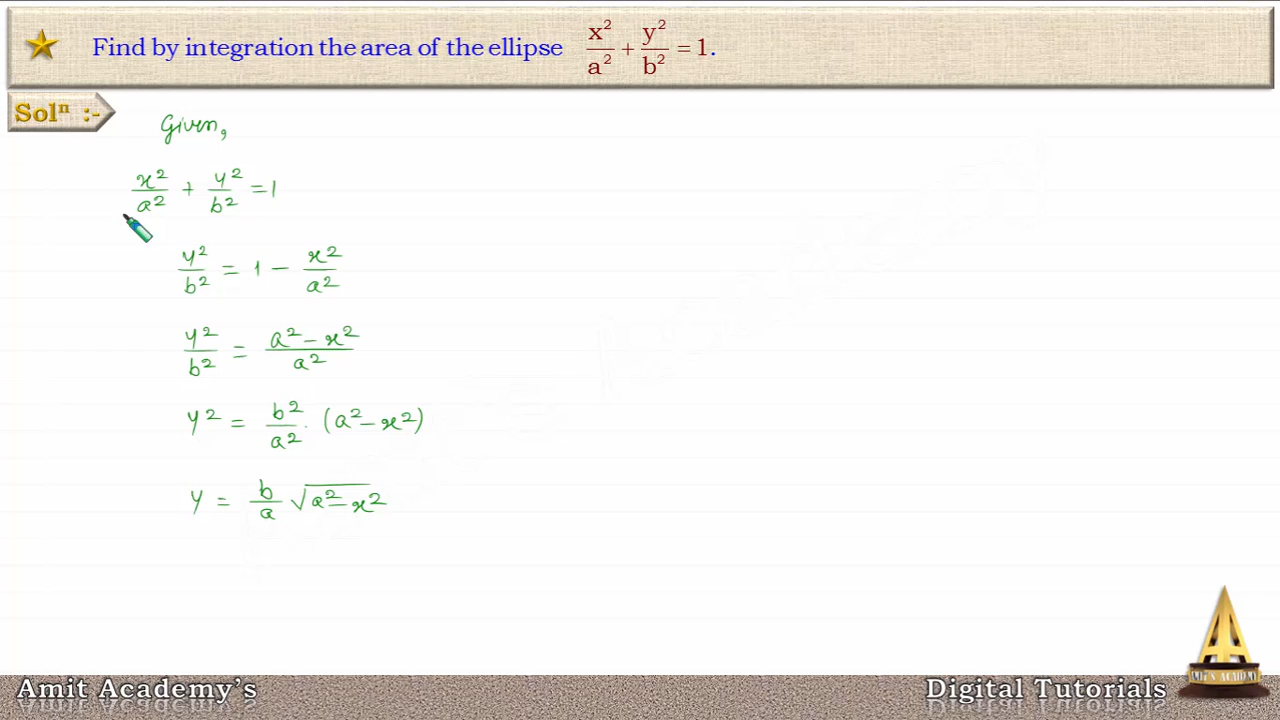 Find by integration the area of the ellipse x²/a² + y²/b² = 1.
Solⁿ :-
Given,
x²/a² + y²/b² = 1
y²/b² = 1 - x²/a²
y²/b² = (a² - x²)/a²
y² = b²/a² · (a² - x²)
y = b/a √(a² - x²)
AMIT'S ACADEMY
Amit Academy's
Digital Tutorials